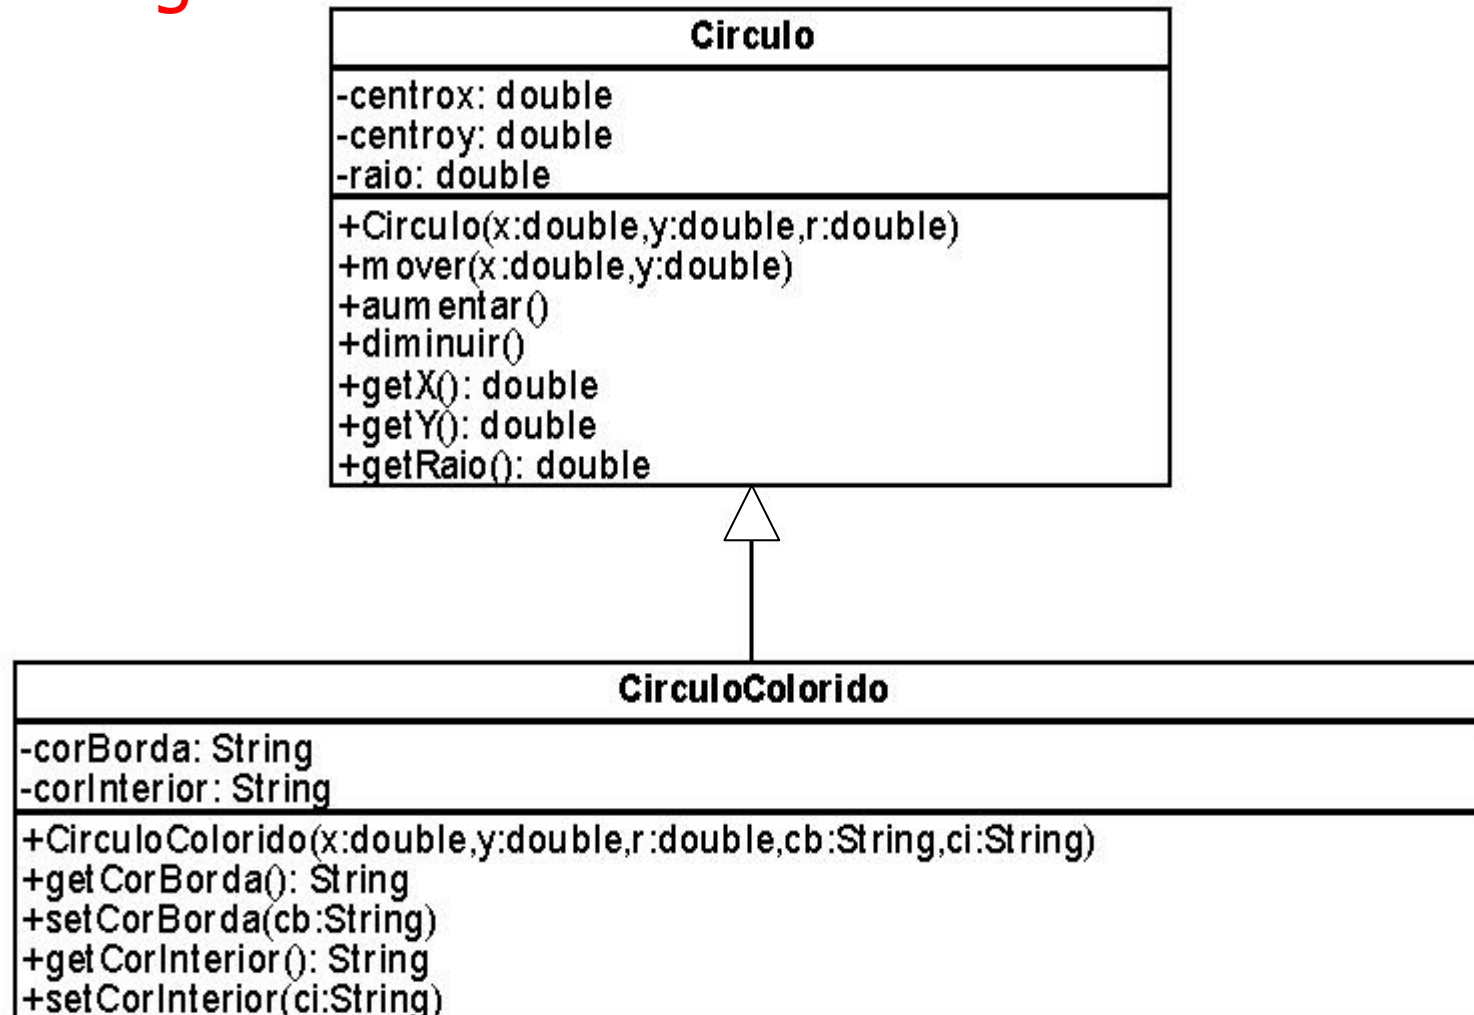 Circulo
-centrox: double
-centroy: double
-raio: double
+Circulo(x:double,y:double,r:double)
+mover(x:double,y:double)
+aumentar()
+diminuir()
+getX(): double
+getY(): double
+getRaio(): double
CirculoColorido
-corBorda: String
-corInterior: String
+CirculoColorido(x:double,y:double,r:double,cb:String,ci:String)
+getCorBorda(): String
+setCorBorda(cb:String)
+getCorInterior(): String
+setCorInterior(ci:String)